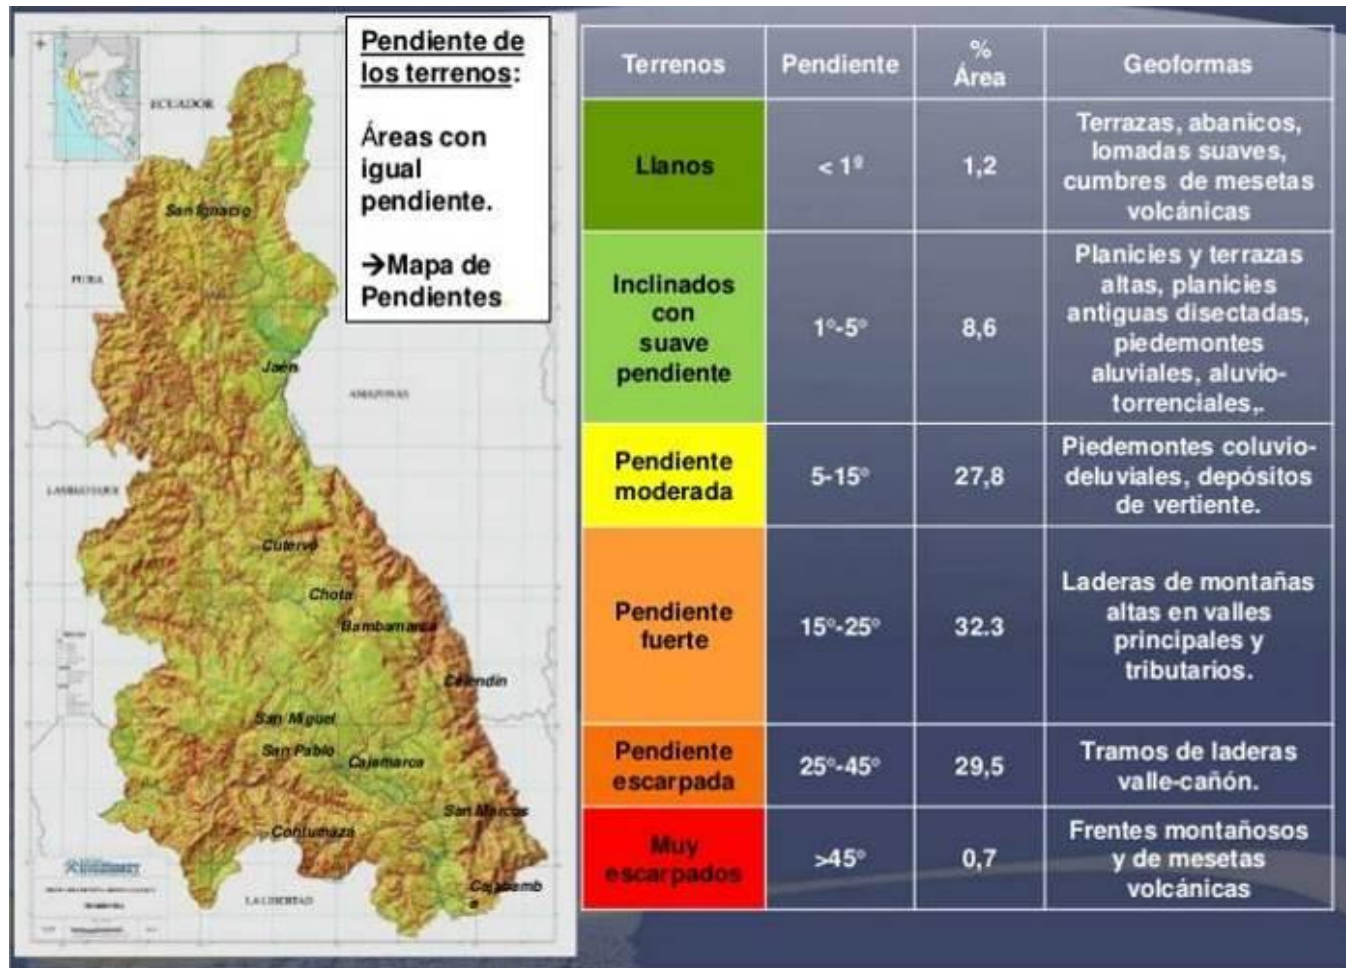 Pendiente de
los terrenos:
Áreas con
igual
pendiente.
→Mapa de
Pendientes
ECUADOR
San Ignacio
PIURA
Jaén
AMAZONAS
LAMBAYEQUE
Cutervo
Chota
Bambamarca
Celendín
San Miguel
San Pablo
Cajamarca
San Marcos
Contumaza
Cajabamb
a
LA LIBERTAD
Terrenos
Pendiente
%
Área
Geoformas
Llanos
< 1º
1,2
Terrazas, abanicos,
lomadas suaves,
cumbres de mesetas
volcánicas
Inclinados
con
suave
pendiente
1°-5°
8,6
Planicies y terrazas
altas, planicies
antiguas disectadas,
piedemontes
aluviales, aluvio-
torrenciales,.
Pendiente
moderada
5-15°
27,8
Piedemontes coluvio-
deluviales, depósitos
de vertiente.
Pendiente
fuerte
15°-25°
32.3
Laderas de montañas
altas en valles
principales y
tributarios.
Pendiente
escarpada
25°-45°
29,5
Tramos de laderas
valle-cañón.
Muy
escarpados
>45°
0,7
Frentes montañosos
y de mesetas
volcánicas